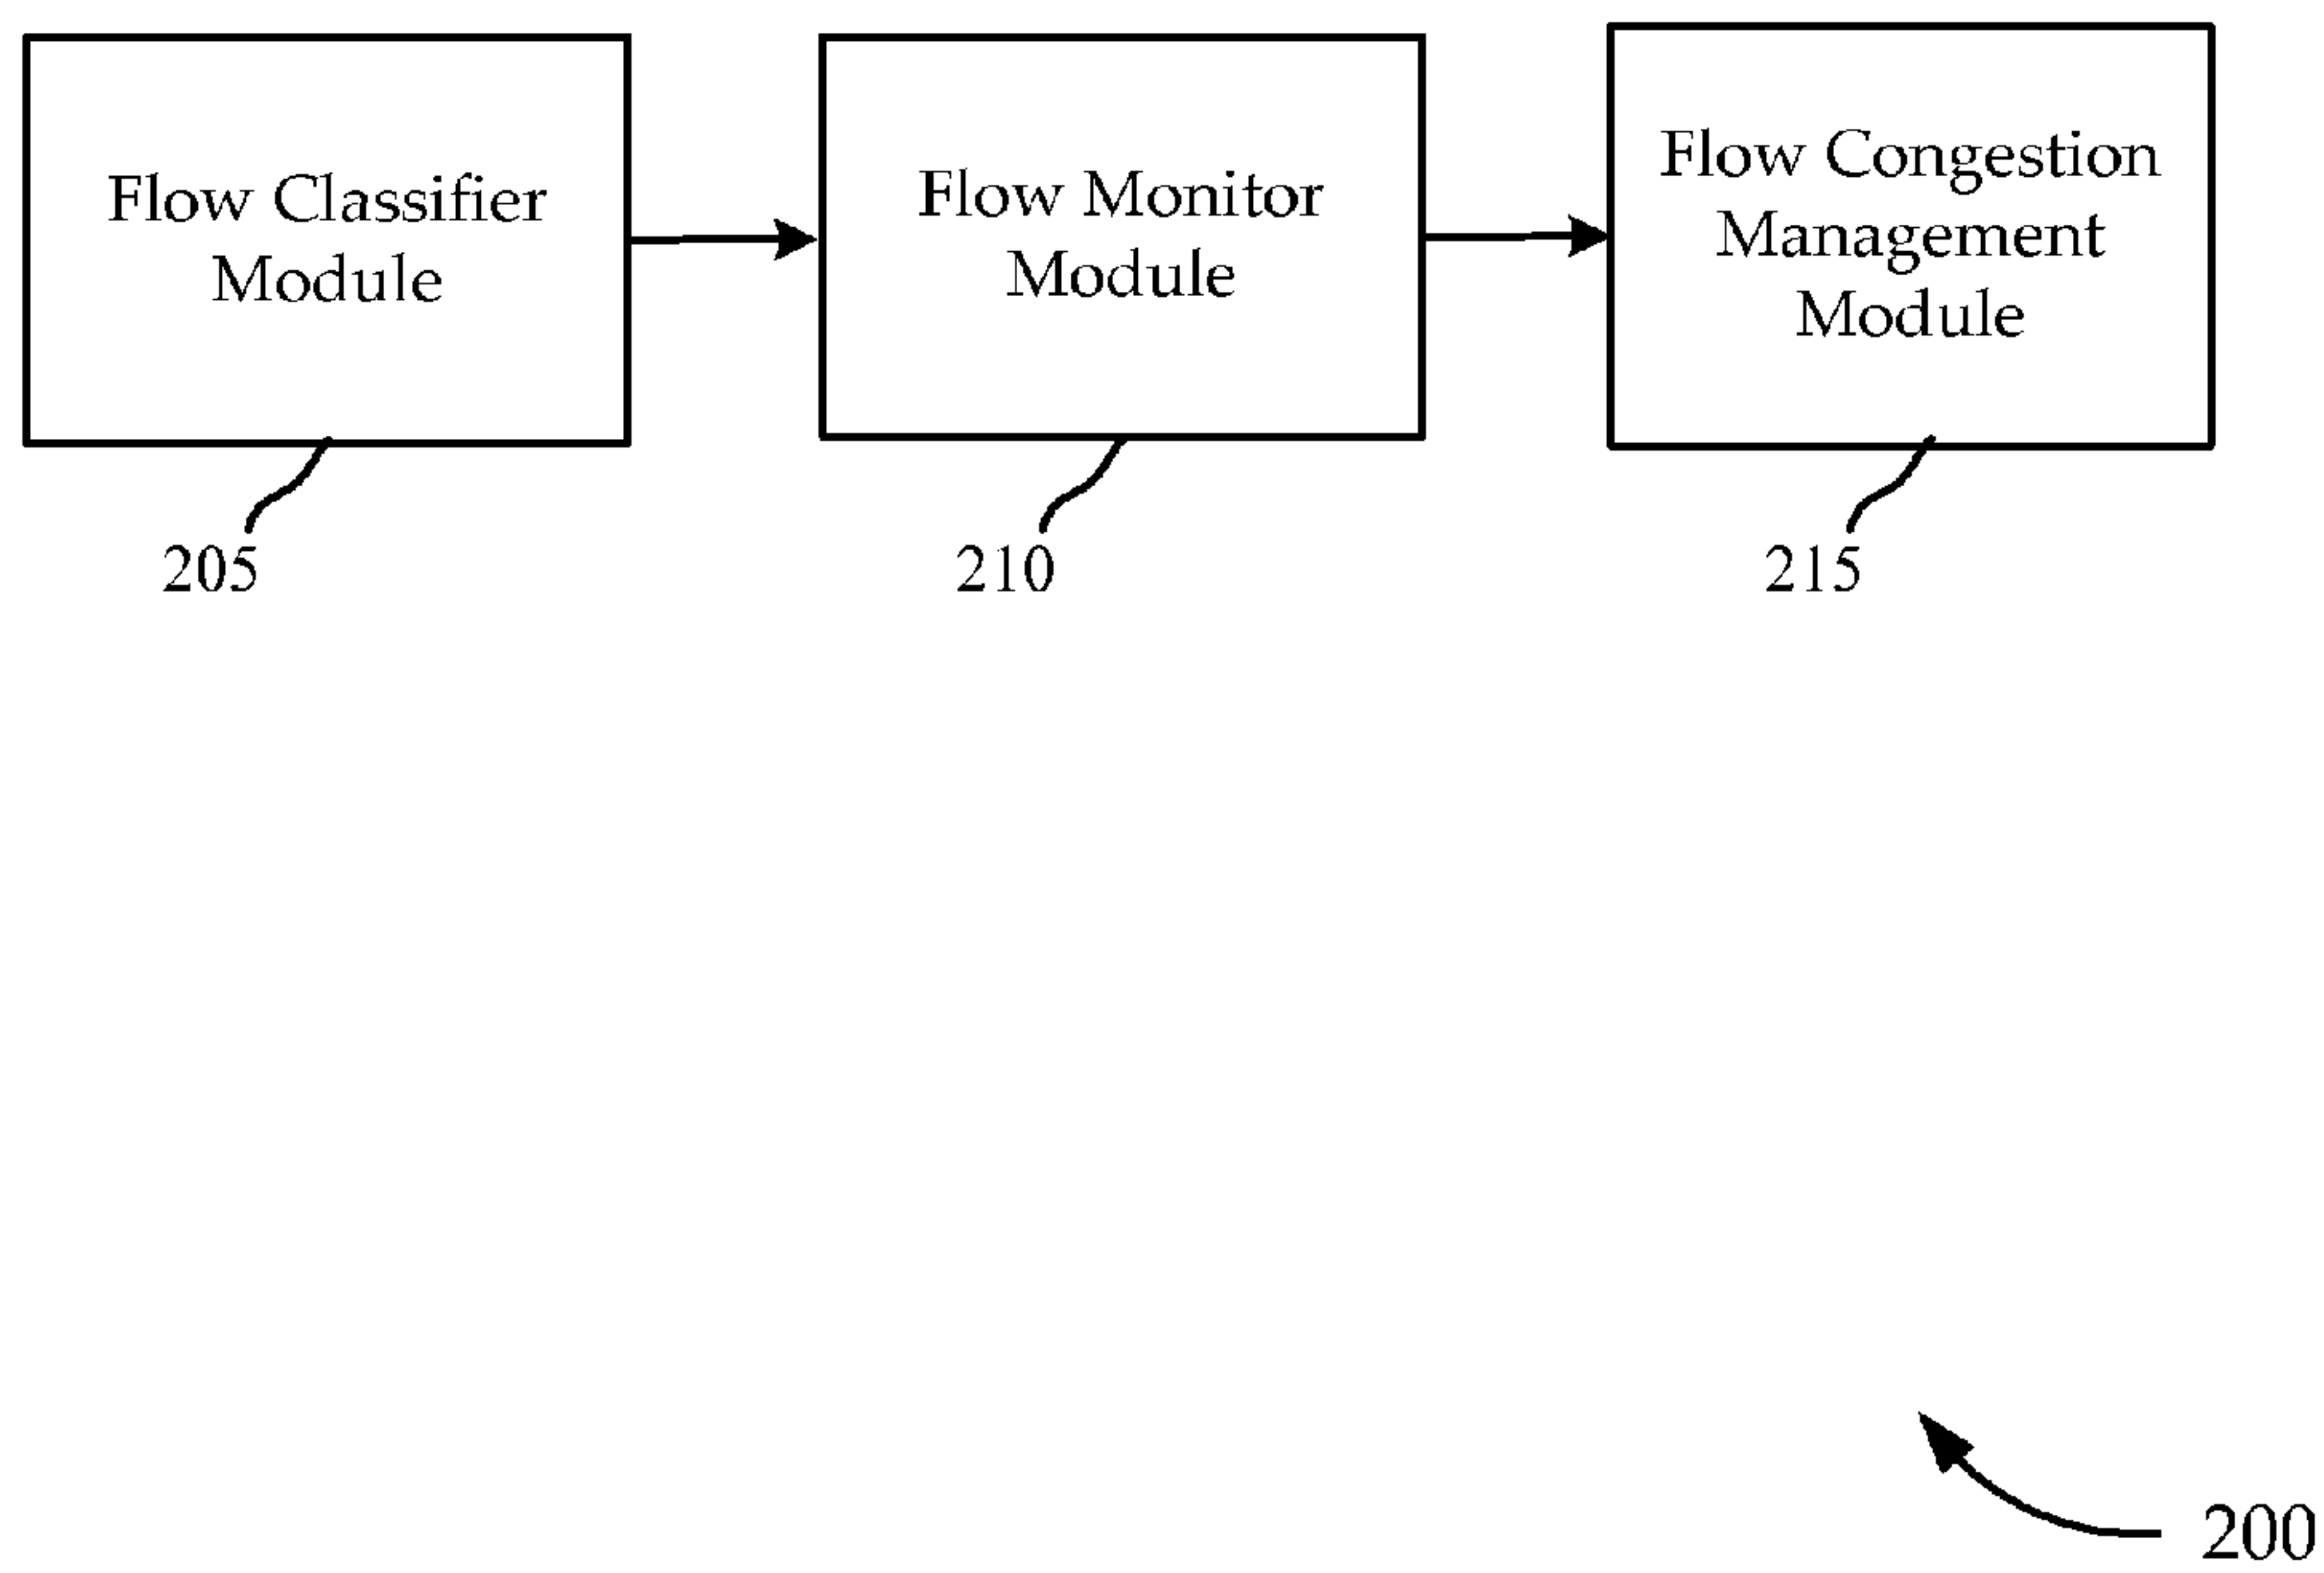 Flow Classifier
Module
Flow Monitor
Module
Flow Congestion
Management
Module
205
210
215
200